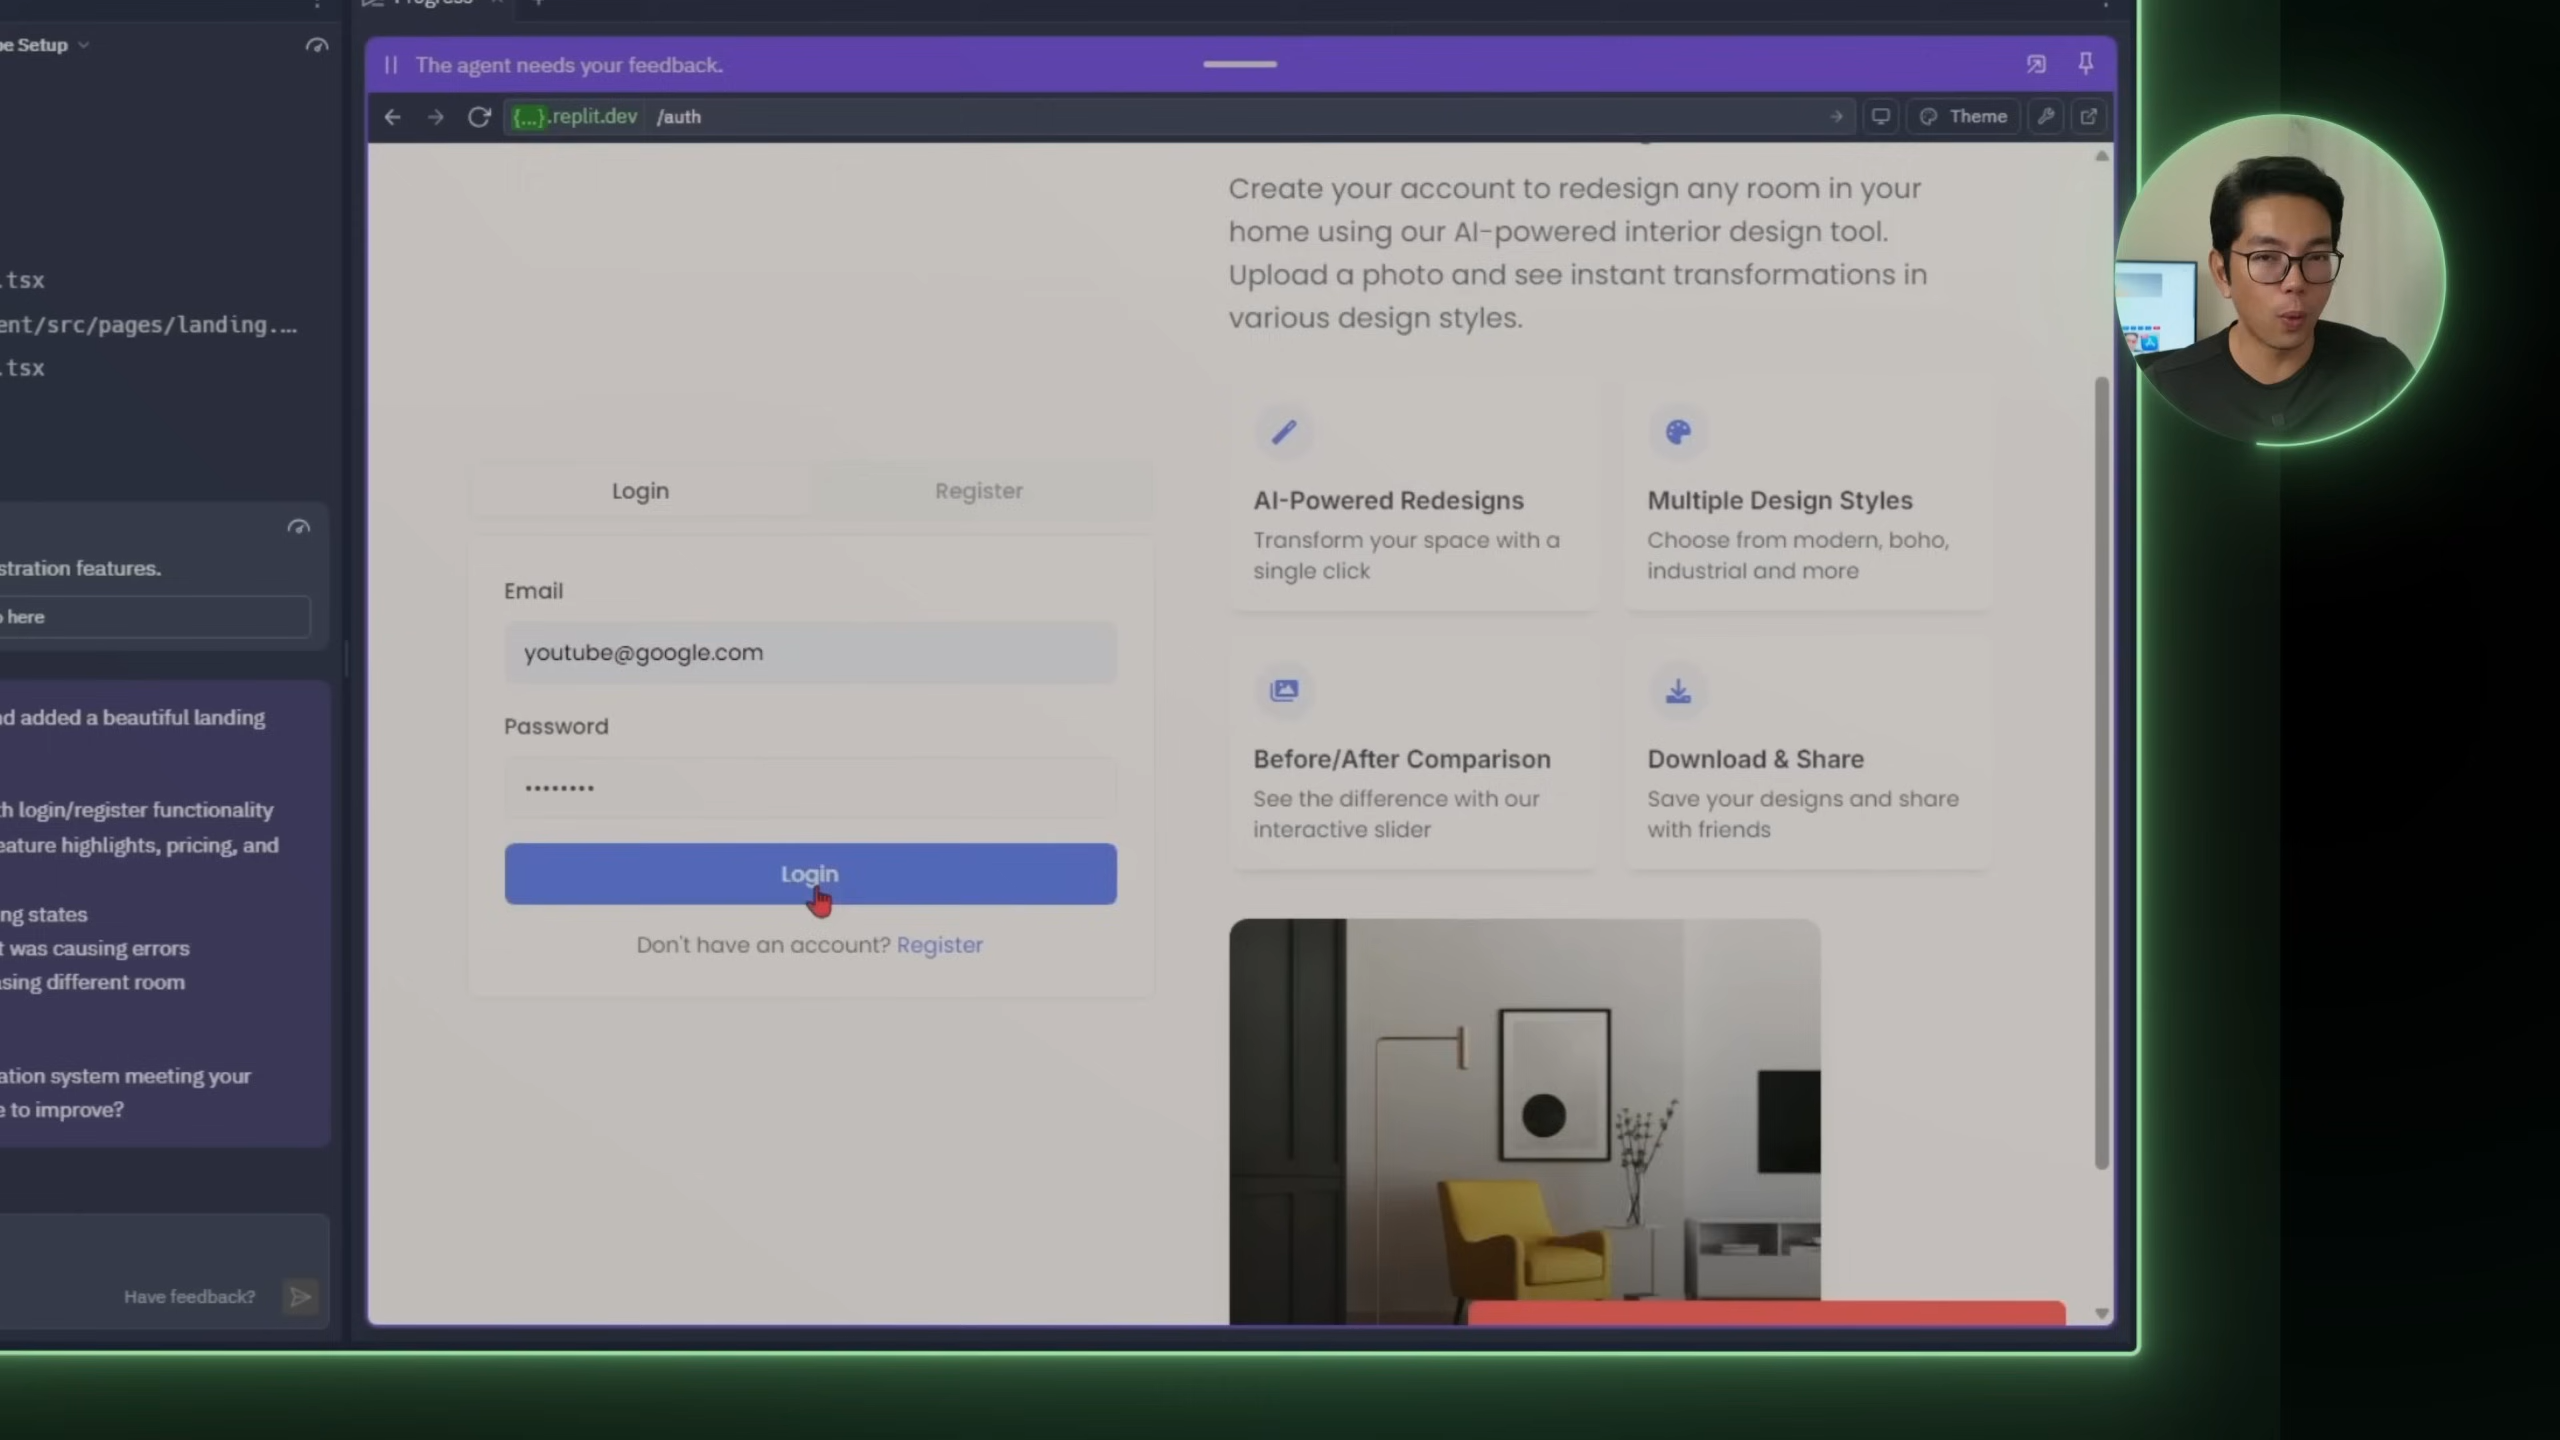 e Setup
Progress
The agent needs your feedback.
{...}.replit.dev /auth
Theme
.tsx
ent/src/pages/landing....
.tsx
stration features.
here
d added a beautiful landing
h login/register functionality
eature highlights, pricing, and
ng states
t was causing errors
sing different room
ation system meeting your
e to improve?
Have feedback?
Login
Register
Email
youtube@google.com
Password
••••••••
Login
Don't have an account? Register
Create your account to redesign any room in your
home using our AI-powered interior design tool.
Upload a photo and see instant transformations in
various design styles.
AI-Powered Redesigns
Transform your space with a
single click
Multiple Design Styles
Choose from modern, boho,
industrial and more
Before/After Comparison
See the difference with our
interactive slider
Download & Share
Save your designs and share
with friends